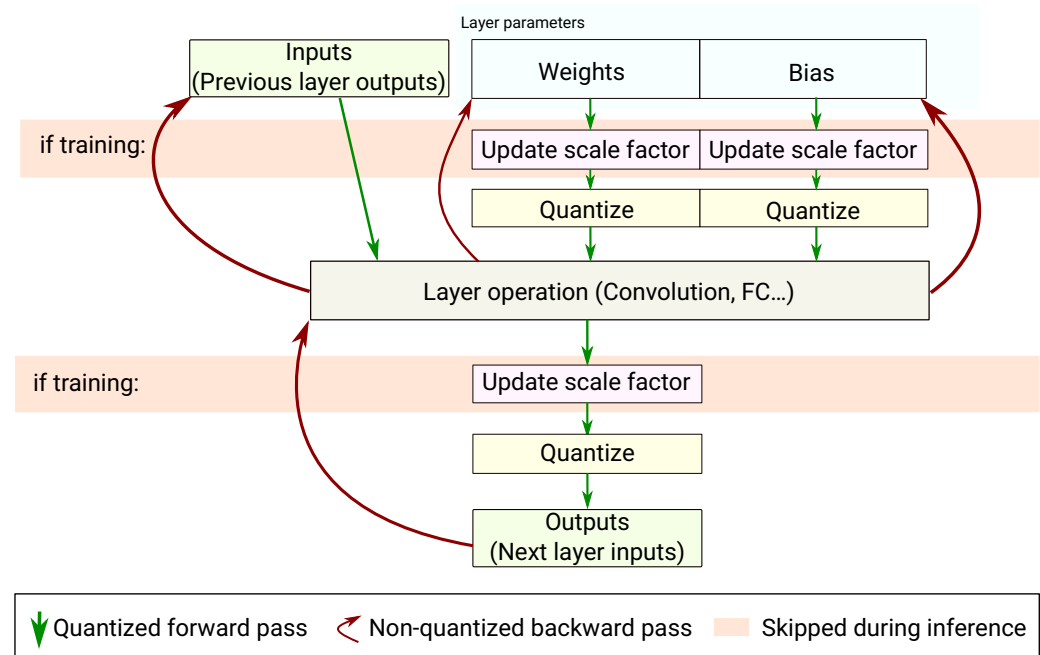 Layer parameters
Inputs
(Previous layer outputs)
Weights
Bias
if training:
Update scale factor
Update scale factor
Quantize
Quantize
Layer operation (Convolution, FC...)
if training:
Update scale factor
Quantize
Outputs
(Next layer inputs)
Quantized forward pass
Non-quantized backward pass
Skipped during inference